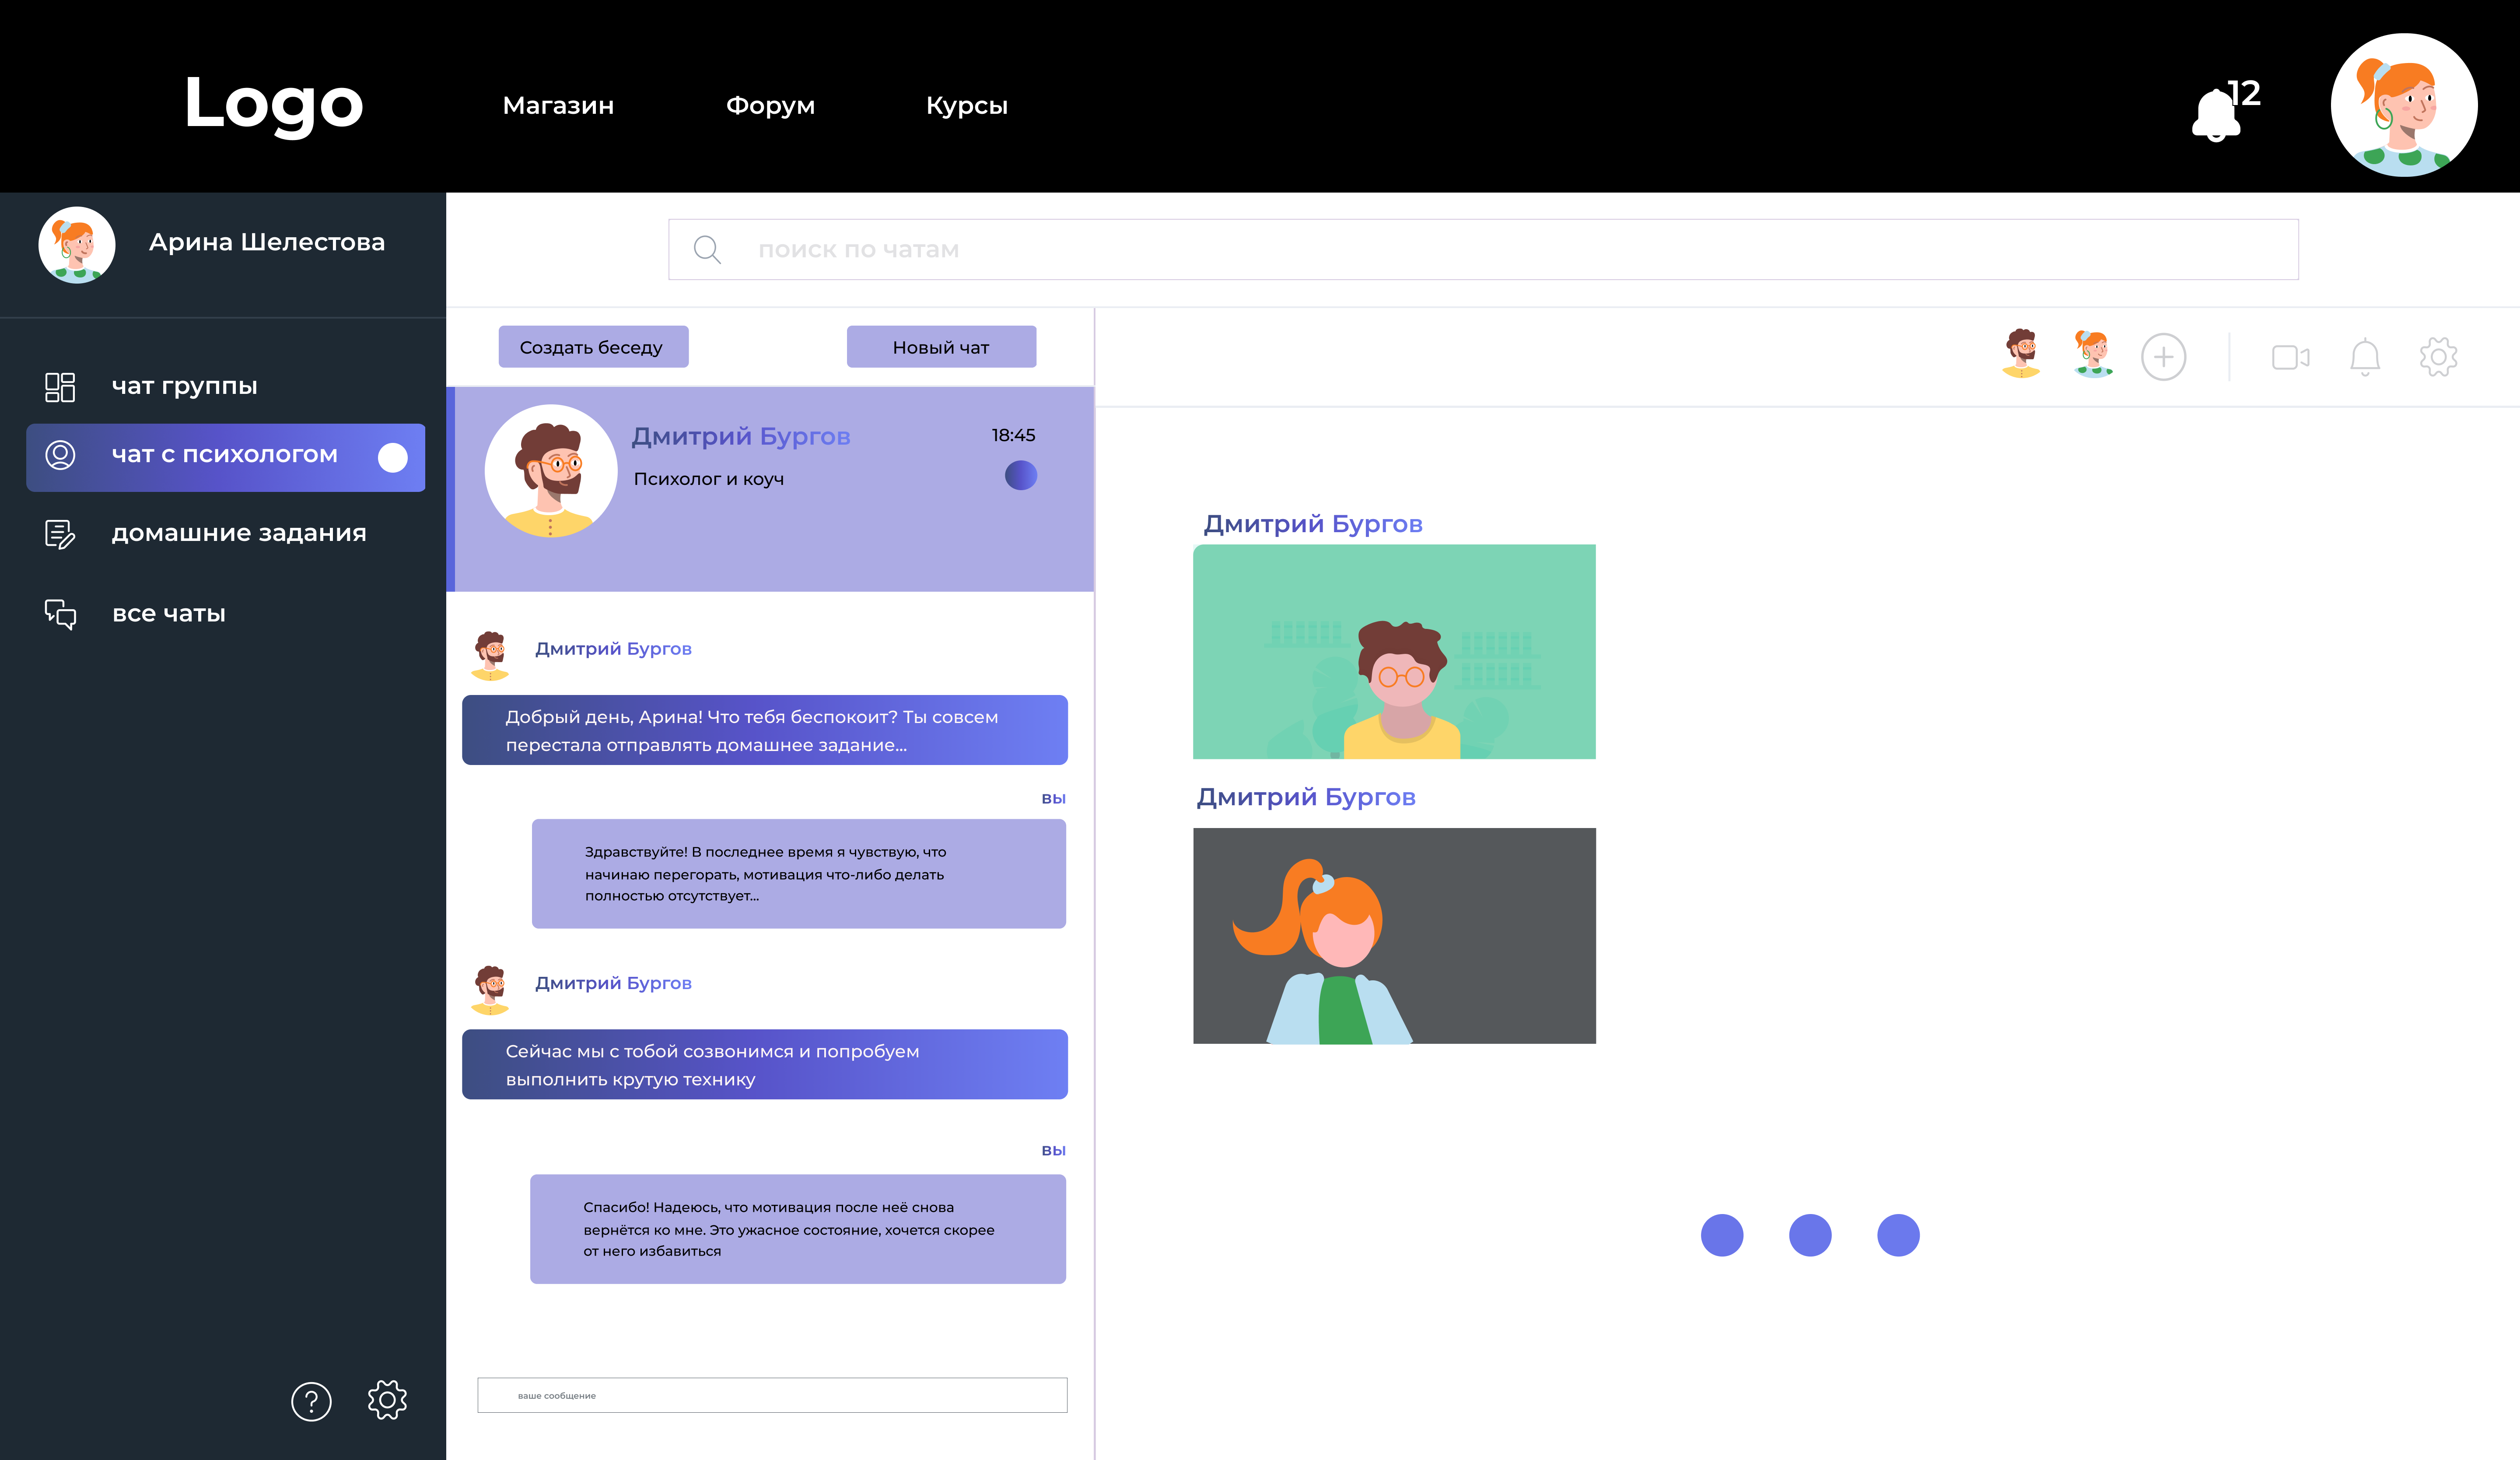 Logo
Магазин
Форум
Курсы
12
Арина Шелестова
поиск по чатам
чат группы
чат с психологом
домашние задания
все чаты
Создать беседу
Новый чат
Дмитрий Бургов
18:45
Психолог и коуч
Дмитрий Бургов
Добрый день, Арина! Что тебя беспокоит? Ты совсем
перестала отправлять домашнее задание...
вы
Здравствуйте! В последнее время я чувствую, что
начинаю перегорать, мотивация что-либо делать
полностью отсутствует...
Дмитрий Бургов
Сейчас мы с тобой созвонимся и попробуем
выполнить крутую технику
вы
Спасибо! Надеюсь, что мотивация после неё снова
вернётся ко мне. Это ужасное состояние, хочется скорее
от него избавиться
ваше сообщение
Дмитрий Бургов
Дмитрий Бургов
?